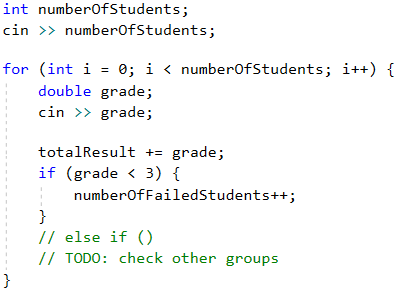 int numberOfStudents;
cin >> numberOfStudents;

for (int i = 0; i < numberOfStudents; i++) {
    double grade;
    cin >> grade;

    totalResult += grade;
    if (grade < 3) {
        numberOfFailedStudents++;
    }
    // else if ()
    // TODO: check other groups
}